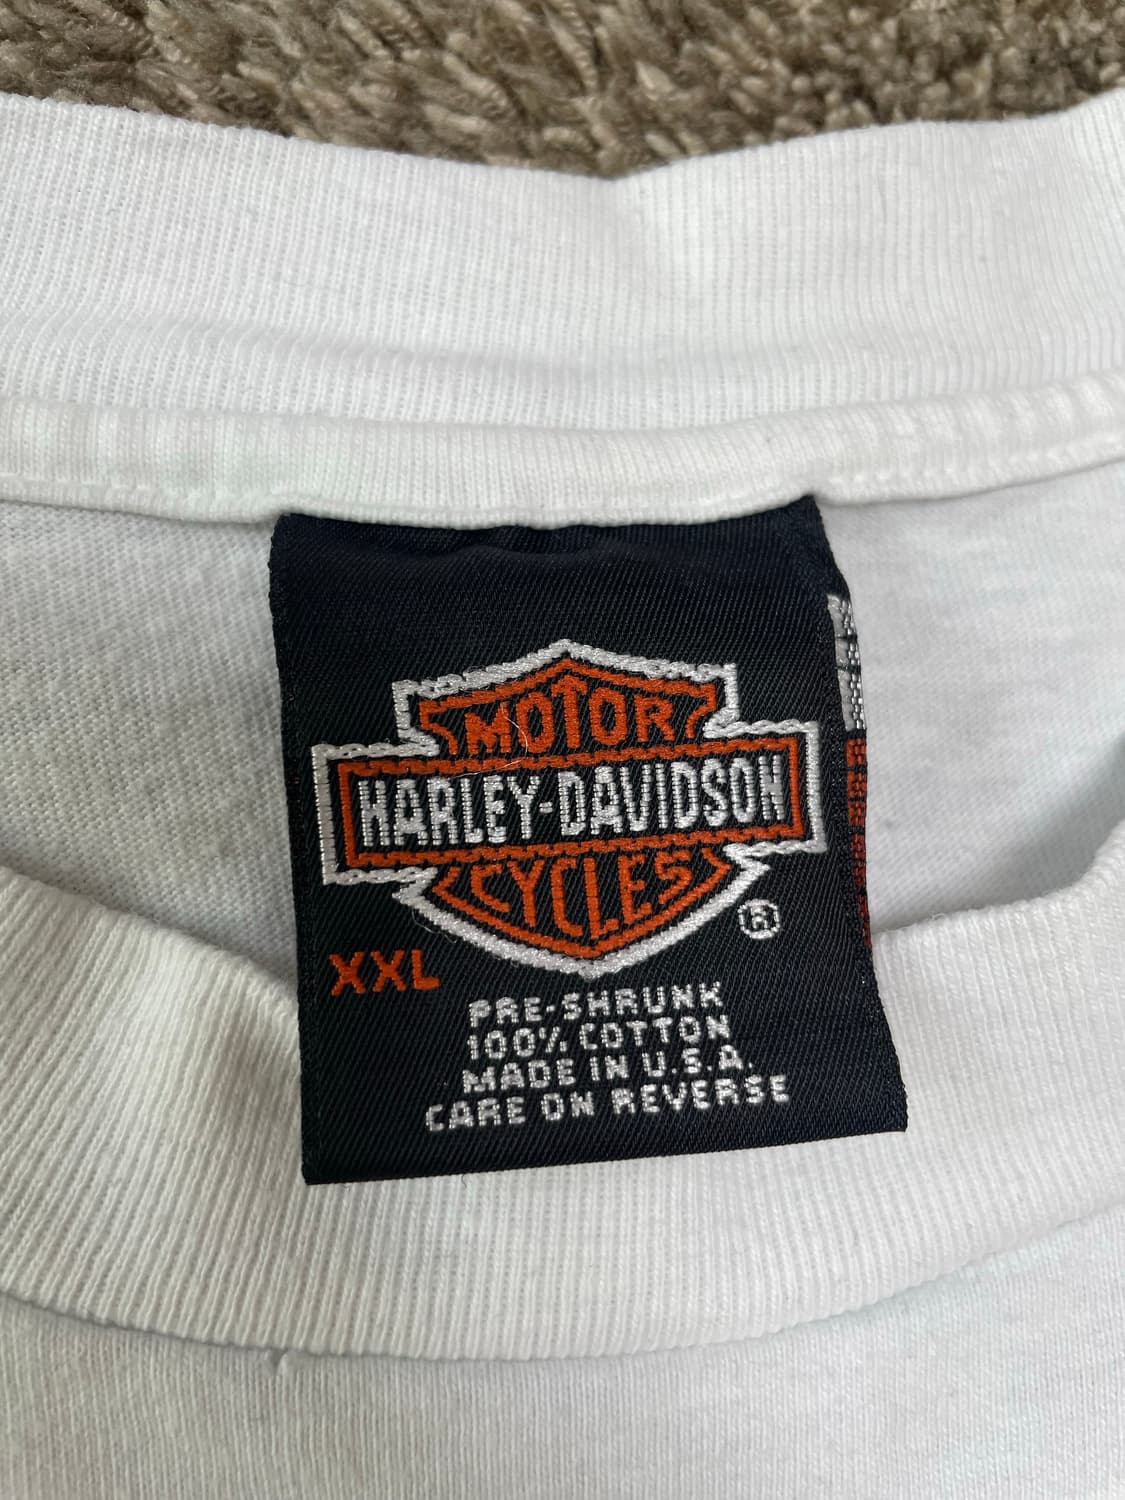 MOTOR
HARLEY-DAVIDSON
CYCLES
®
XXL
PRE-SHRUNK
100% COTTON
MADE IN U.S.A.
CARE ON REVERSE